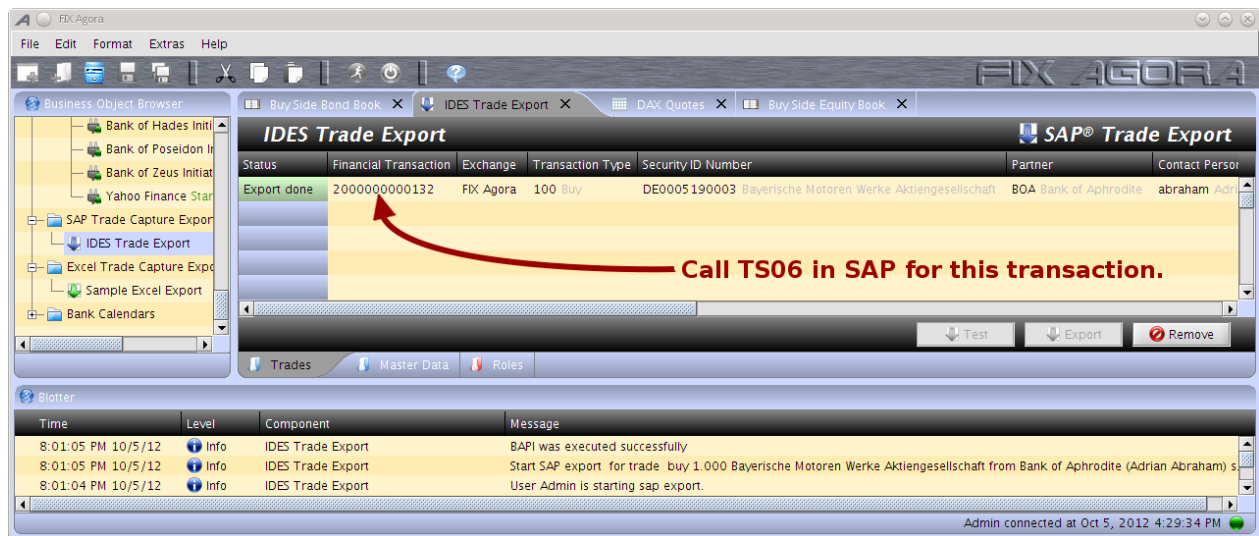 FIX Agora
File Edit Format Extras Help
FIX AGORA
Business Object Browser
Bank of Hades Initi
Bank of Poseidon In
Bank of Zeus Initiat
Yahoo Finance Star
SAP Trade Capture Expor
IDES Trade Export
Excel Trade Capture Expo
Sample Excel Export
Bank Calendars
Buy Side Bond Book IDES Trade Export DAX Quotes Buy Side Equity Book
IDES Trade Export SAP® Trade Export
Status Financial Transaction Exchange Transaction Type Security ID Number Partner Contact Person
Export done 2000000000132 FIX Agora 100 Buy DE0005190003 Bayerische Motoren Werke Aktiengesellschaft BOA Bank of Aphrodite abraham Adri
Call TS06 in SAP for this transaction.
Test Export Remove
Trades Master Data Roles
Blotter
Time Level Component Message
8:01:05 PM 10/5/12 Info IDES Trade Export BAPI was executed successfully
8:01:05 PM 10/5/12 Info IDES Trade Export Start SAP export for trade buy 1.000 Bayerische Motoren Werke Aktiengesellschaft from Bank of Aphrodite (Adrian Abraham) s
8:01:04 PM 10/5/12 Info IDES Trade Export User Admin is starting sap export.
Admin connected at Oct 5, 2012 4:29:34 PM